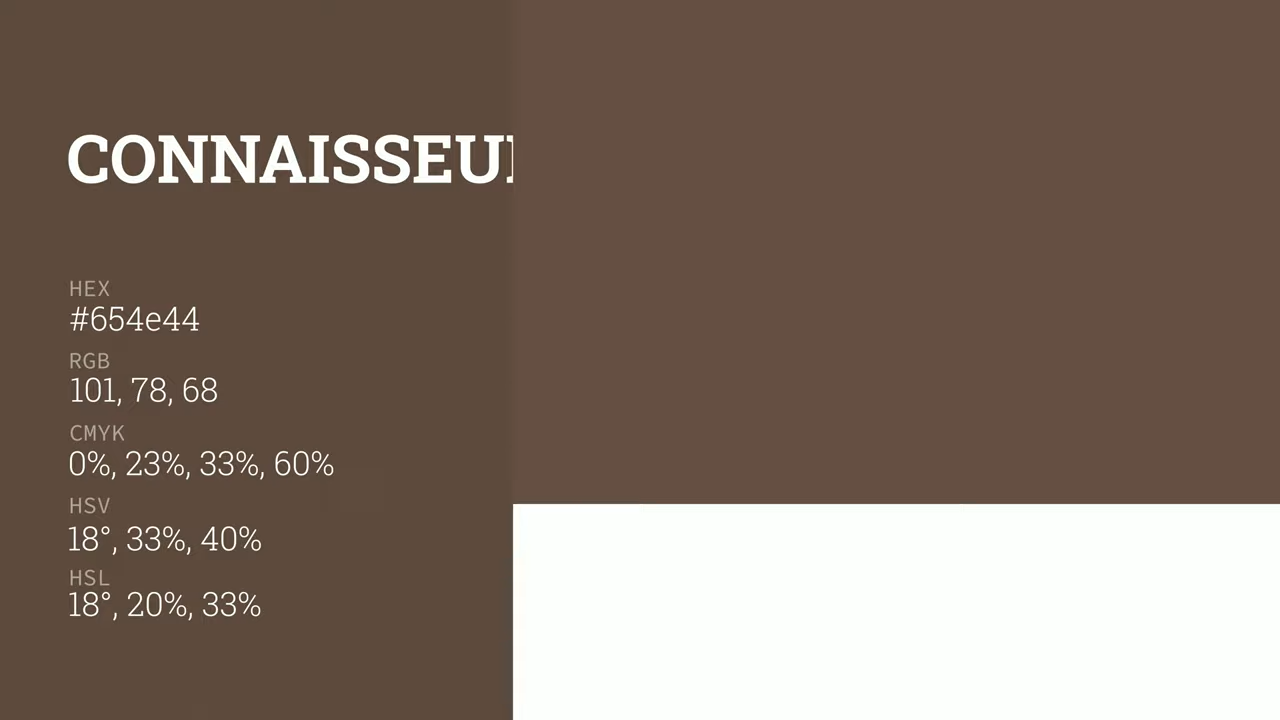 CONNAISSEU
HEX
#654e44
RGB
101, 78, 68
CMYK
0%, 23%, 33%, 60%
HSV
18°, 33%, 40%
HSL
18°, 20%, 33%